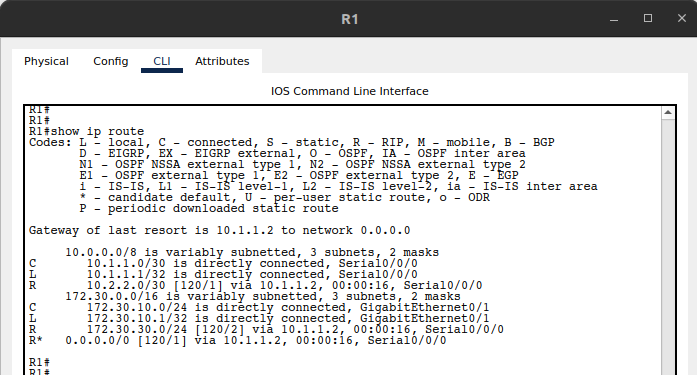 R1
Physical Config CLI Attributes
IOS Command Line Interface
R1#
R1#
R1#show ip route
Codes: L - local, C - connected, S - static, R - RIP, M - mobile, B - BGP
D - EIGRP, EX - EIGRP external, O - OSPF, IA - OSPF inter area
N1 - OSPF NSSA external type 1, N2 - OSPF NSSA external type 2
E1 - OSPF external type 1, E2 - OSPF external type 2, E - EGP
i - IS-IS, L1 - IS-IS level-1, L2 - IS-IS level-2, ia - IS-IS inter area
* - candidate default, U - per-user static route, o - ODR
P - periodic downloaded static route
Gateway of last resort is 10.1.1.2 to network 0.0.0.0
10.0.0.0/8 is variably subnetted, 3 subnets, 2 masks
C 10.1.1.0/30 is directly connected, Serial0/0/0
L 10.1.1.1/32 is directly connected, Serial0/0/0
R 10.2.2.0/30 [120/1] via 10.1.1.2, 00:00:16, Serial0/0/0
172.30.0.0/16 is variably subnetted, 3 subnets, 2 masks
C 172.30.10.0/24 is directly connected, GigabitEthernet0/1
L 172.30.10.1/32 is directly connected, GigabitEthernet0/1
R 172.30.30.0/24 [120/2] via 10.1.1.2, 00:00:16, Serial0/0/0
R* 0.0.0.0/0 [120/1] via 10.1.1.2, 00:00:16, Serial0/0/0
R1#
R1#